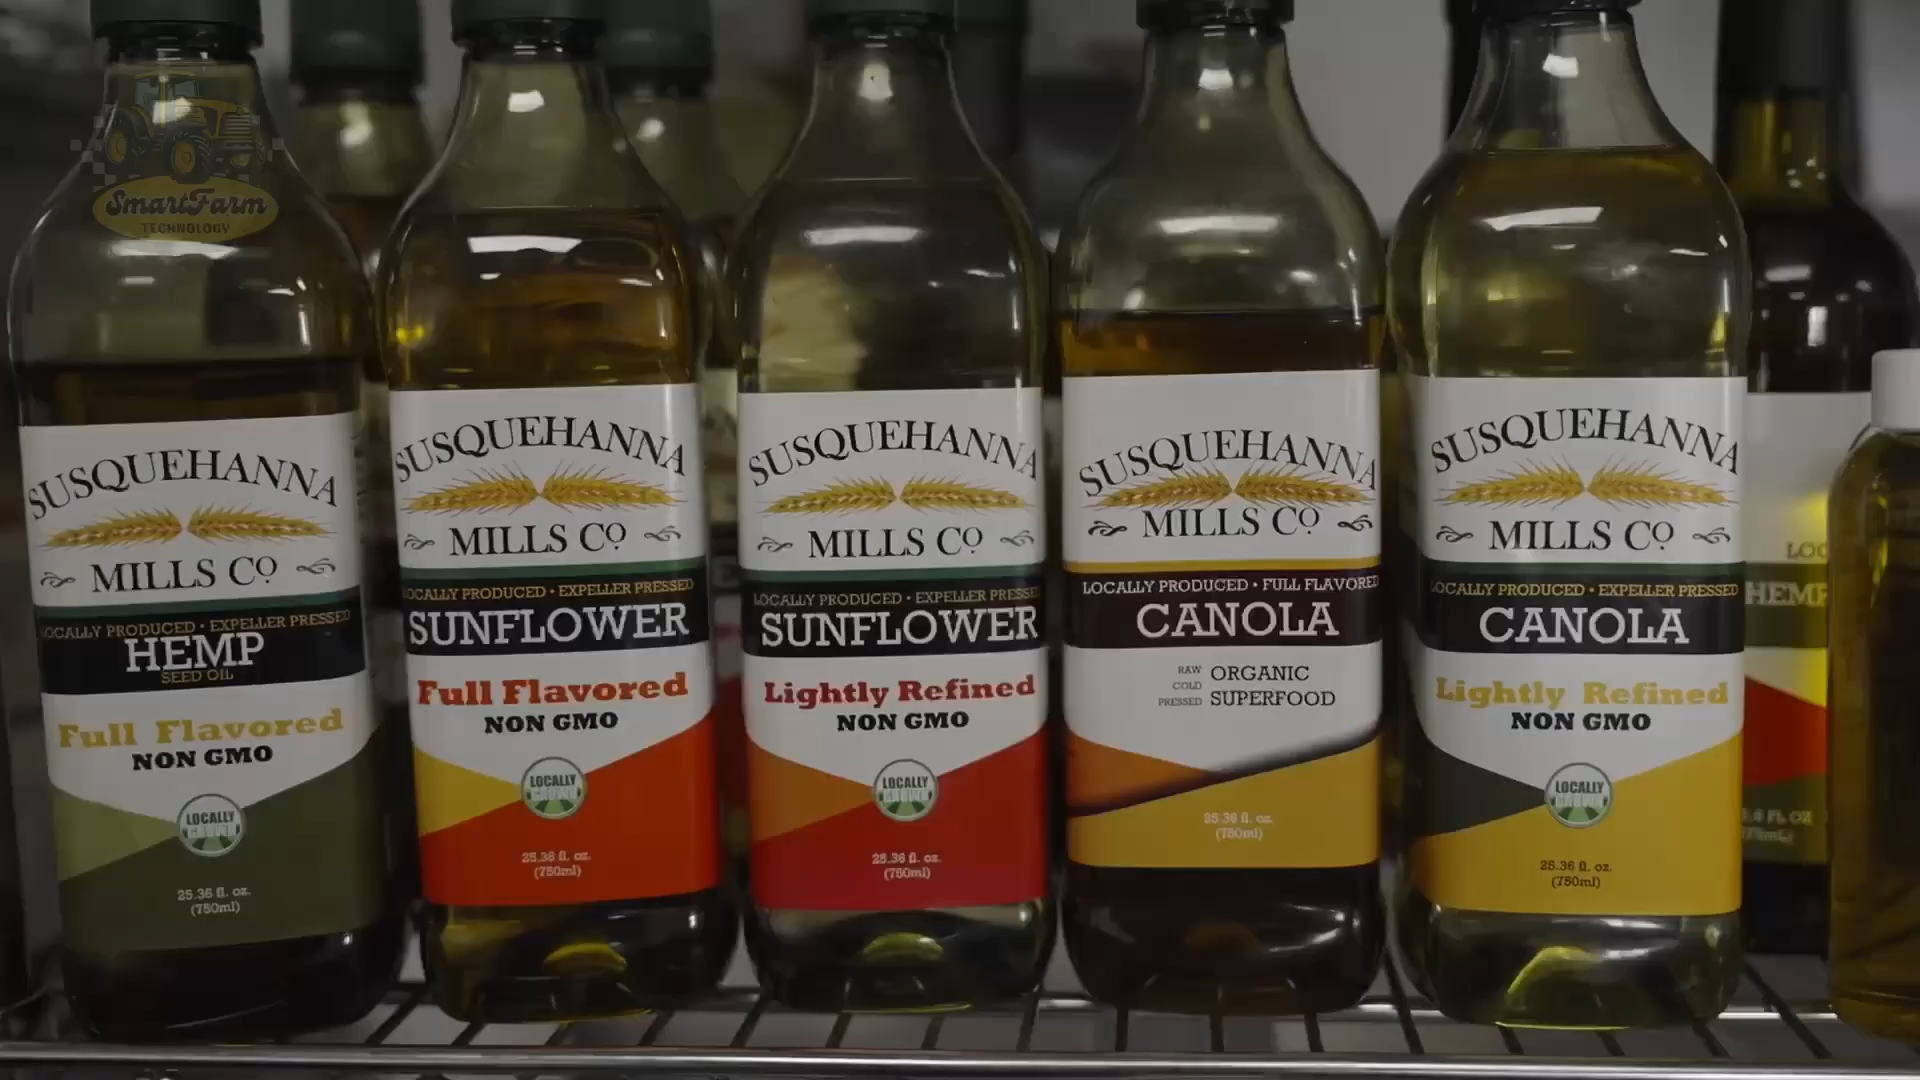 SmartFarm
TECHNOLOGY
SUSQUEHANNA
MILLS CO
LOCALLY PRODUCED • EXPELLER PRESSED
HEMP
SEED OIL
Full Flavored
NON GMO
LOCALLY
GROWN
25.36 fl. oz.
(750ml)
SUSQUEHANNA
MILLS CO
LOCALLY PRODUCED • EXPELLER PRESSED
SUNFLOWER
Full Flavored
NON GMO
LOCALLY
GROWN
25.36 fl. oz.
(750ml)
SUSQUEHANNA
MILLS CO
LOCALLY PRODUCED • EXPELLER PRESSED
SUNFLOWER
Lightly Refined
NON GMO
LOCALLY
GROWN
25.36 fl. oz.
(750ml)
SUSQUEHANNA
MILLS CO
LOCALLY PRODUCED • FULL FLAVORED
CANOLA
RAW
COLD
PRESSED
ORGANIC
SUPERFOOD
25.36 fl. oz.
(750ml)
SUSQUEHANNA
MILLS CO
LOCALLY PRODUCED • EXPELLER PRESSED
CANOLA
Lightly Refined
NON GMO
LOCALLY
GROWN
25.36 fl. oz.
(750ml)
LOC
HEMP